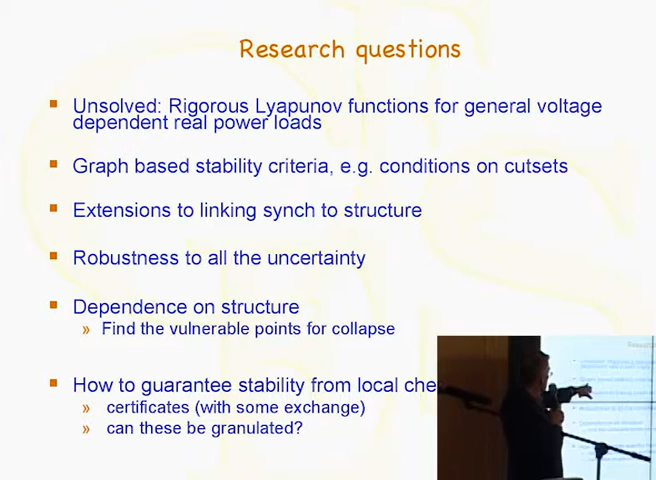 Research questions
Unsolved: Rigorous Lyapunov functions for general voltage
dependent real power loads
Graph based stability criteria, e.g. conditions on cutsets
Extensions to linking synch to structure
Robustness to all the uncertainty
Dependence on structure
» Find the vulnerable points for collapse
How to guarantee stability from local
» certificates (with some exchange)
» can these be granulated?